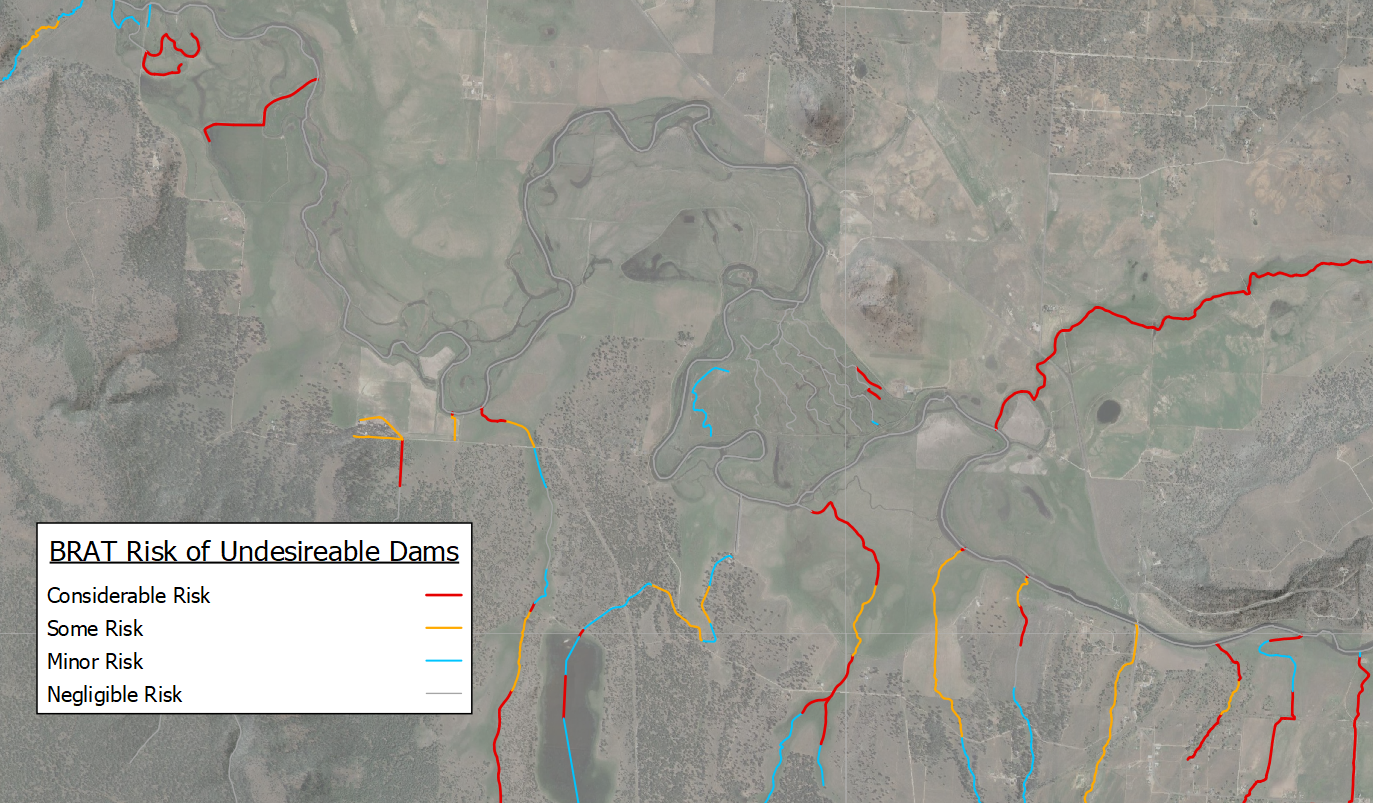 BRAT Risk of Undesireable Dams
Considerable Risk
Some Risk
Minor Risk
Negligible Risk